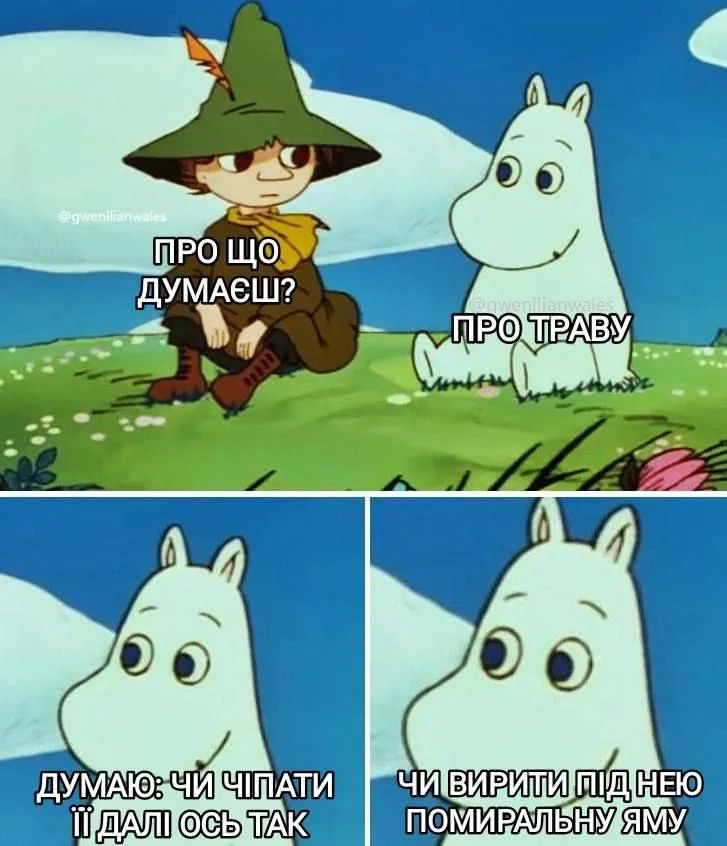 @gwenllianwales
ПРО ЩО
ДУМАЄШ?
@gwenllianwales
ПРО ТРАВУ
ДУМАЮ: ЧИ ЧІПАТИ
ЇЇ ДАЛІ ОСЬ ТАК
ЧИ ВИРИТИ ПІД НЕЮ
ПОМИРАЛЬНУ ЯМУ